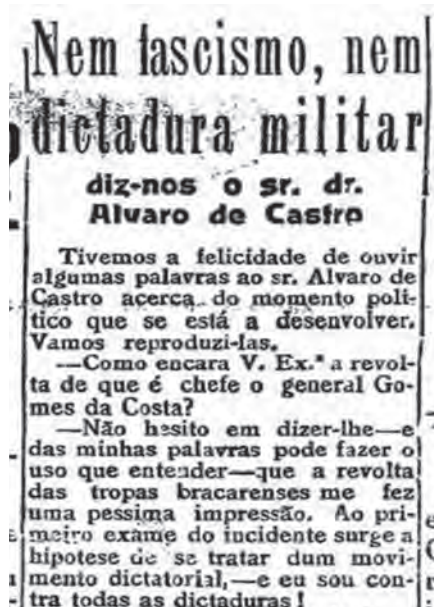 Nem fascismo, nem
dictadura militar
diz-nos o sr. dr.
Alvaro de Castro
Tivemos a felicidade de ouvir
algumas palavras ao sr. Alvaro de
Castro acerca do momento poli-
tico que se está a desenvolver.
Vamos reproduzi-las.
—Como encara V. Ex.ª a revol-
ta de que é chefe o general Go-
mes da Costa?
—Não hesito em dizer-lhe—e
das minhas palavras pode fazer o
uso que entender—que a revolta
das tropas bracarenses me fez
uma pessima impressão. Ao pri-
meiro exame do incidente surge a
hipotese de se tratar dum movi-
mento dictatorial,—e eu sou con-
tra todas as dictaduras!